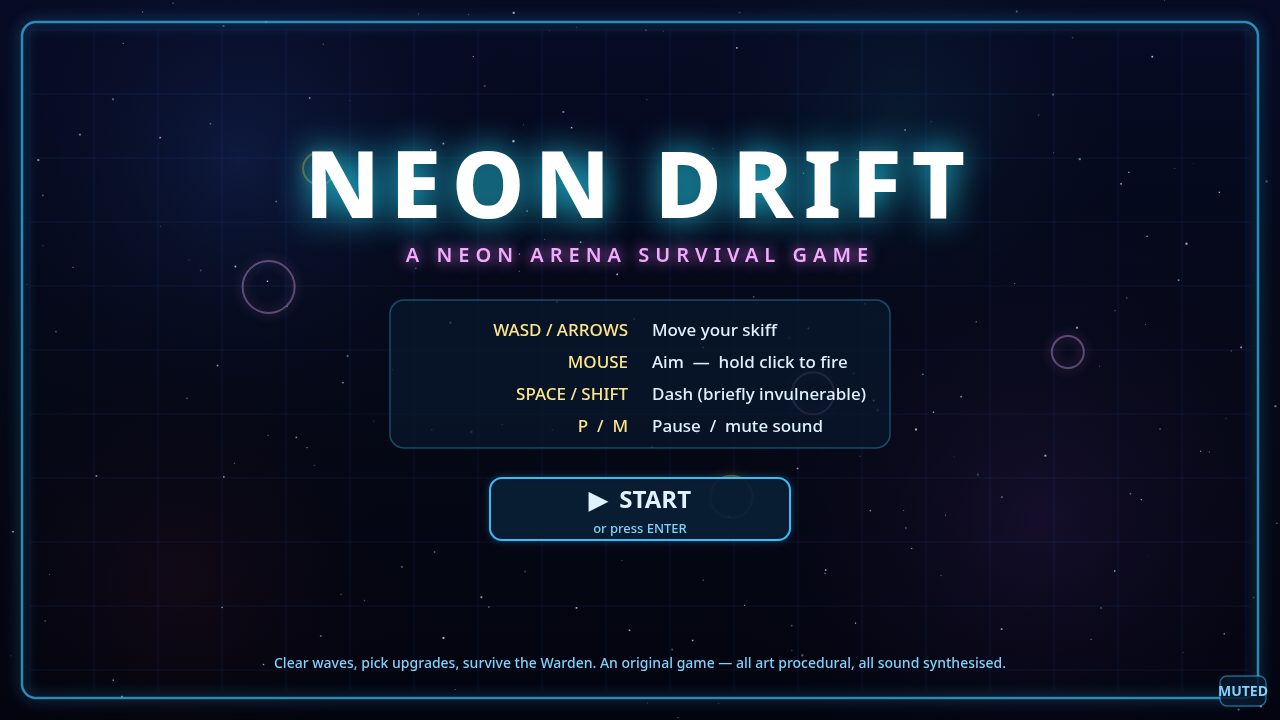 NEON DRIFT
A NEON ARENA SURVIVAL GAME
WASD / ARROWS Move your skiff
MOUSE Aim — hold click to fire
SPACE / SHIFT Dash (briefly invulnerable)
P / M Pause / mute sound
▶ START
or press ENTER
Clear waves, pick upgrades, survive the Warden. An original game — all art procedural, all sound synthesised.
MUTED